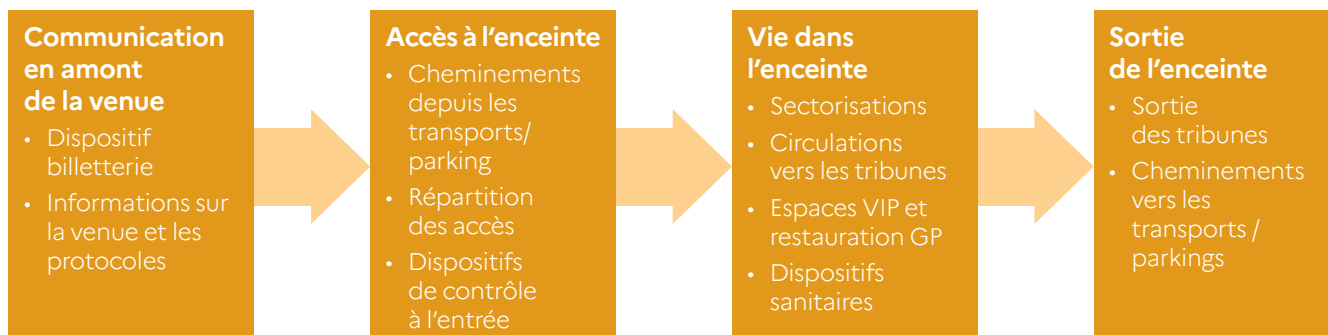 Communication
en amont
de la venue
• Dispositif
billetterie
• Informations sur
la venue et les
protocoles
Accès à l’enceinte
• Cheminements
depuis les
transports/
parking
• Répartition
des accès
• Dispositifs
de contrôle
à l’entrée
Vie dans
l’enceinte
• Sectorisations
• Circulations
vers les tribunes
• Espaces VIP et
restauration GP
• Dispositifs
sanitaires
Sortie
de l’enceinte
• Sortie
des tribunes
• Cheminements
vers les
transports /
parkings